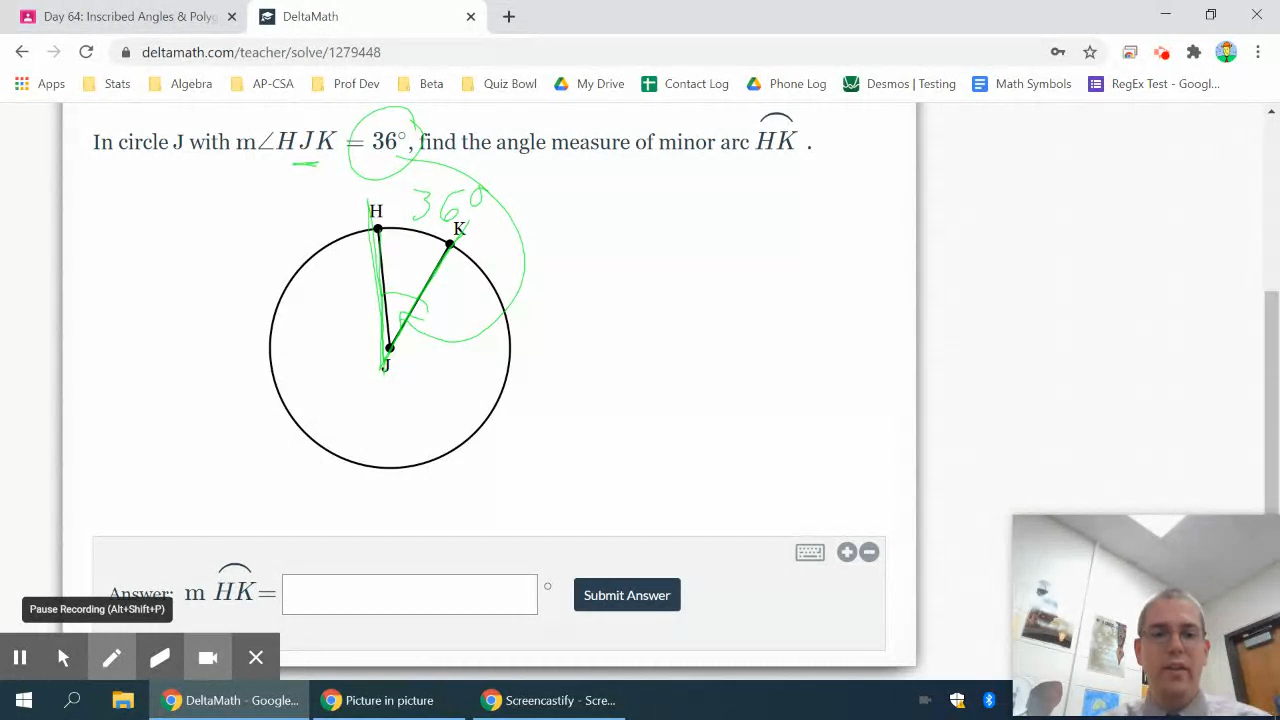 Day 64: Inscribed Angles & Polyg
DeltaMath
deltamath.com/teacher/solve/1279448
Apps Stats Algebra AP-CSA Prof Dev Beta Quiz Bowl My Drive Contact Log Phone Log Desmos | Testing Math Symbols RegEx Test - Googl...
In circle J with m∠HJK = 36°, find the angle measure of minor arc HK .
36°
H
K
J
Answer: m HK = ° Submit Answer
Pause Recording (Alt+Shift+P)
DeltaMath - Google... Picture in picture Screencastify - Scre...